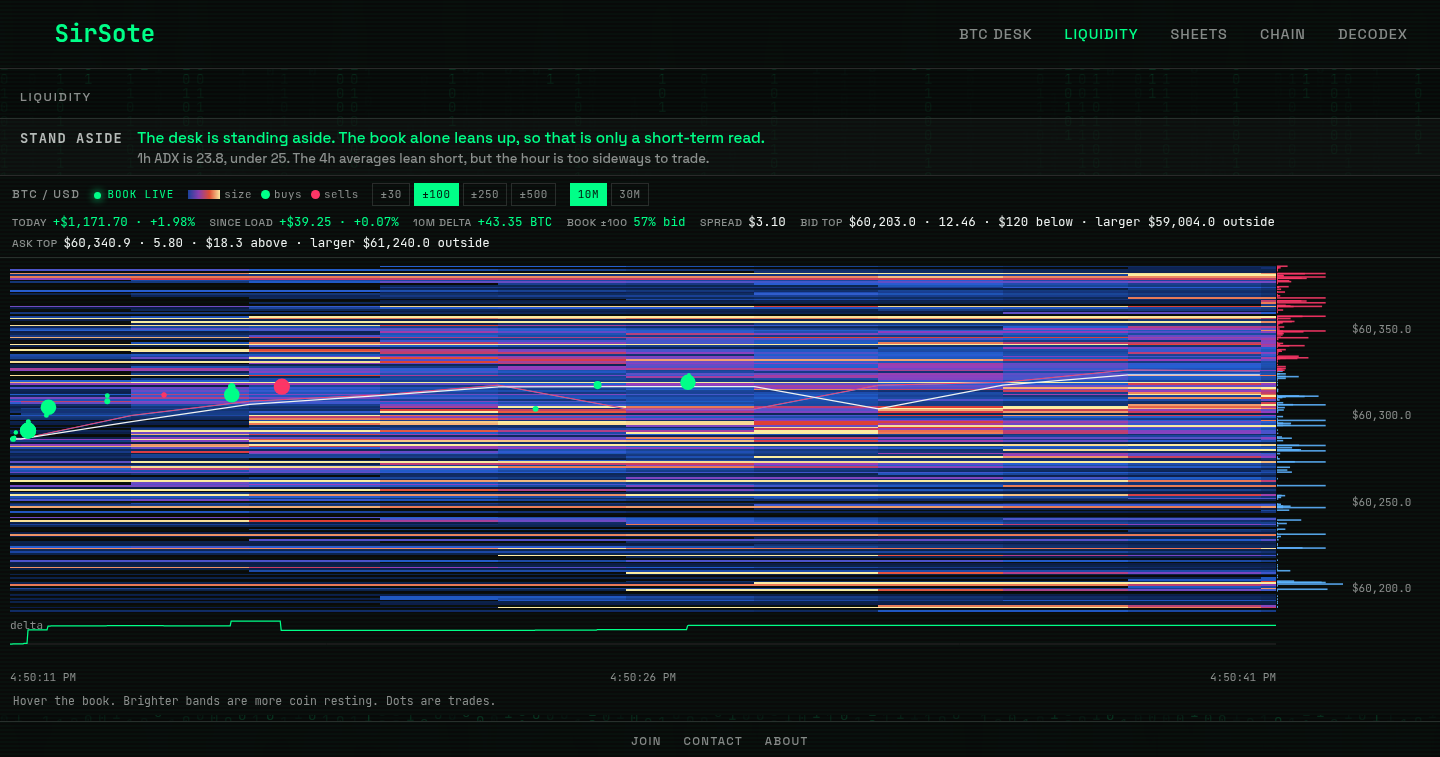 SirSote
BTC DESK LIQUIDITY SHEETS CHAIN DECODEX
LIQUIDITY
STAND ASIDE The desk is standing aside. The book alone leans up, so that is only a short-term read.
1h ADX is 23.8, under 25. The 4h averages lean short, but the hour is too sideways to trade.
BTC / USD BOOK LIVE size buys sells ±30 ±100 ±250 ±500 10M 30M
TODAY +$1,171.70 · +1.98% SINCE LOAD +$39.25 · +0.07% 10M DELTA +43.35 BTC BOOK ±100 57% bid SPREAD $3.10 BID TOP $60,203.0 · 12.46 · $120 below · larger $59,004.0 outside
ASK TOP $60,340.9 · 5.80 · $18.3 above · larger $61,240.0 outside
$60,350.0
$60,300.0
$60,250.0
$60,200.0
delta
4:50:11 PM 4:50:26 PM 4:50:41 PM
Hover the book. Brighter bands are more coin resting. Dots are trades.
JOIN CONTACT ABOUT